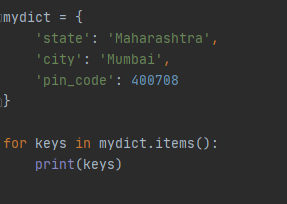 mydict = {
    'state': 'Maharashtra',
    'city': 'Mumbai',
    'pin_code': 400708
}
for keys in mydict.items():
    print(keys)